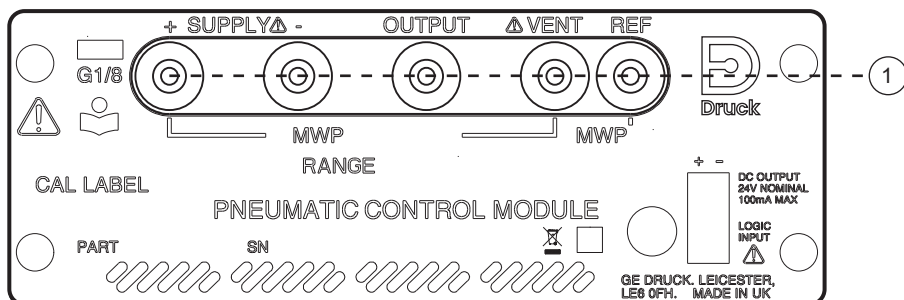 + SUPPLY⚠ - OUTPUT ⚠ VENT REF
G1/8
1
Druck
MWP MWP
RANGE
+ -
CAL LABEL
DC OUTPUT
24V NOMINAL
100mA MAX
PNEUMATIC CONTROL MODULE
LOGIC
INPUT
PART SN
GE DRUCK. LEICESTER,
LE6 0FH. MADE IN UK